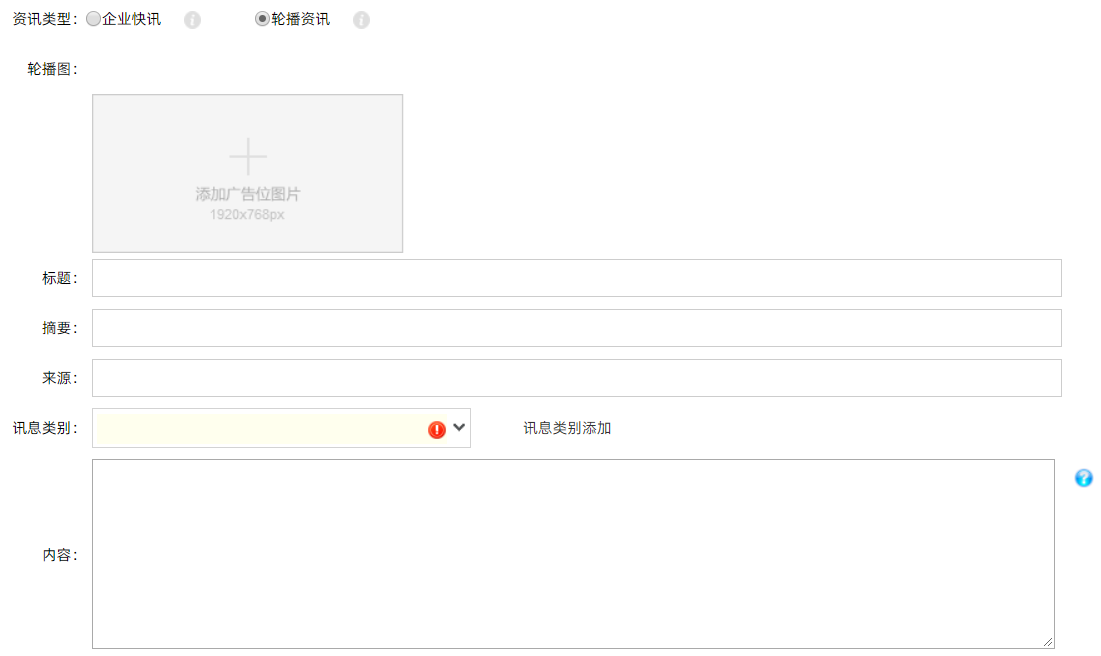 资讯类型： 企业快讯 轮播资讯
轮播图：
添加广告位图片
1920x768px
标题：
摘要：
来源：
讯息类别： 讯息类别添加
内容：